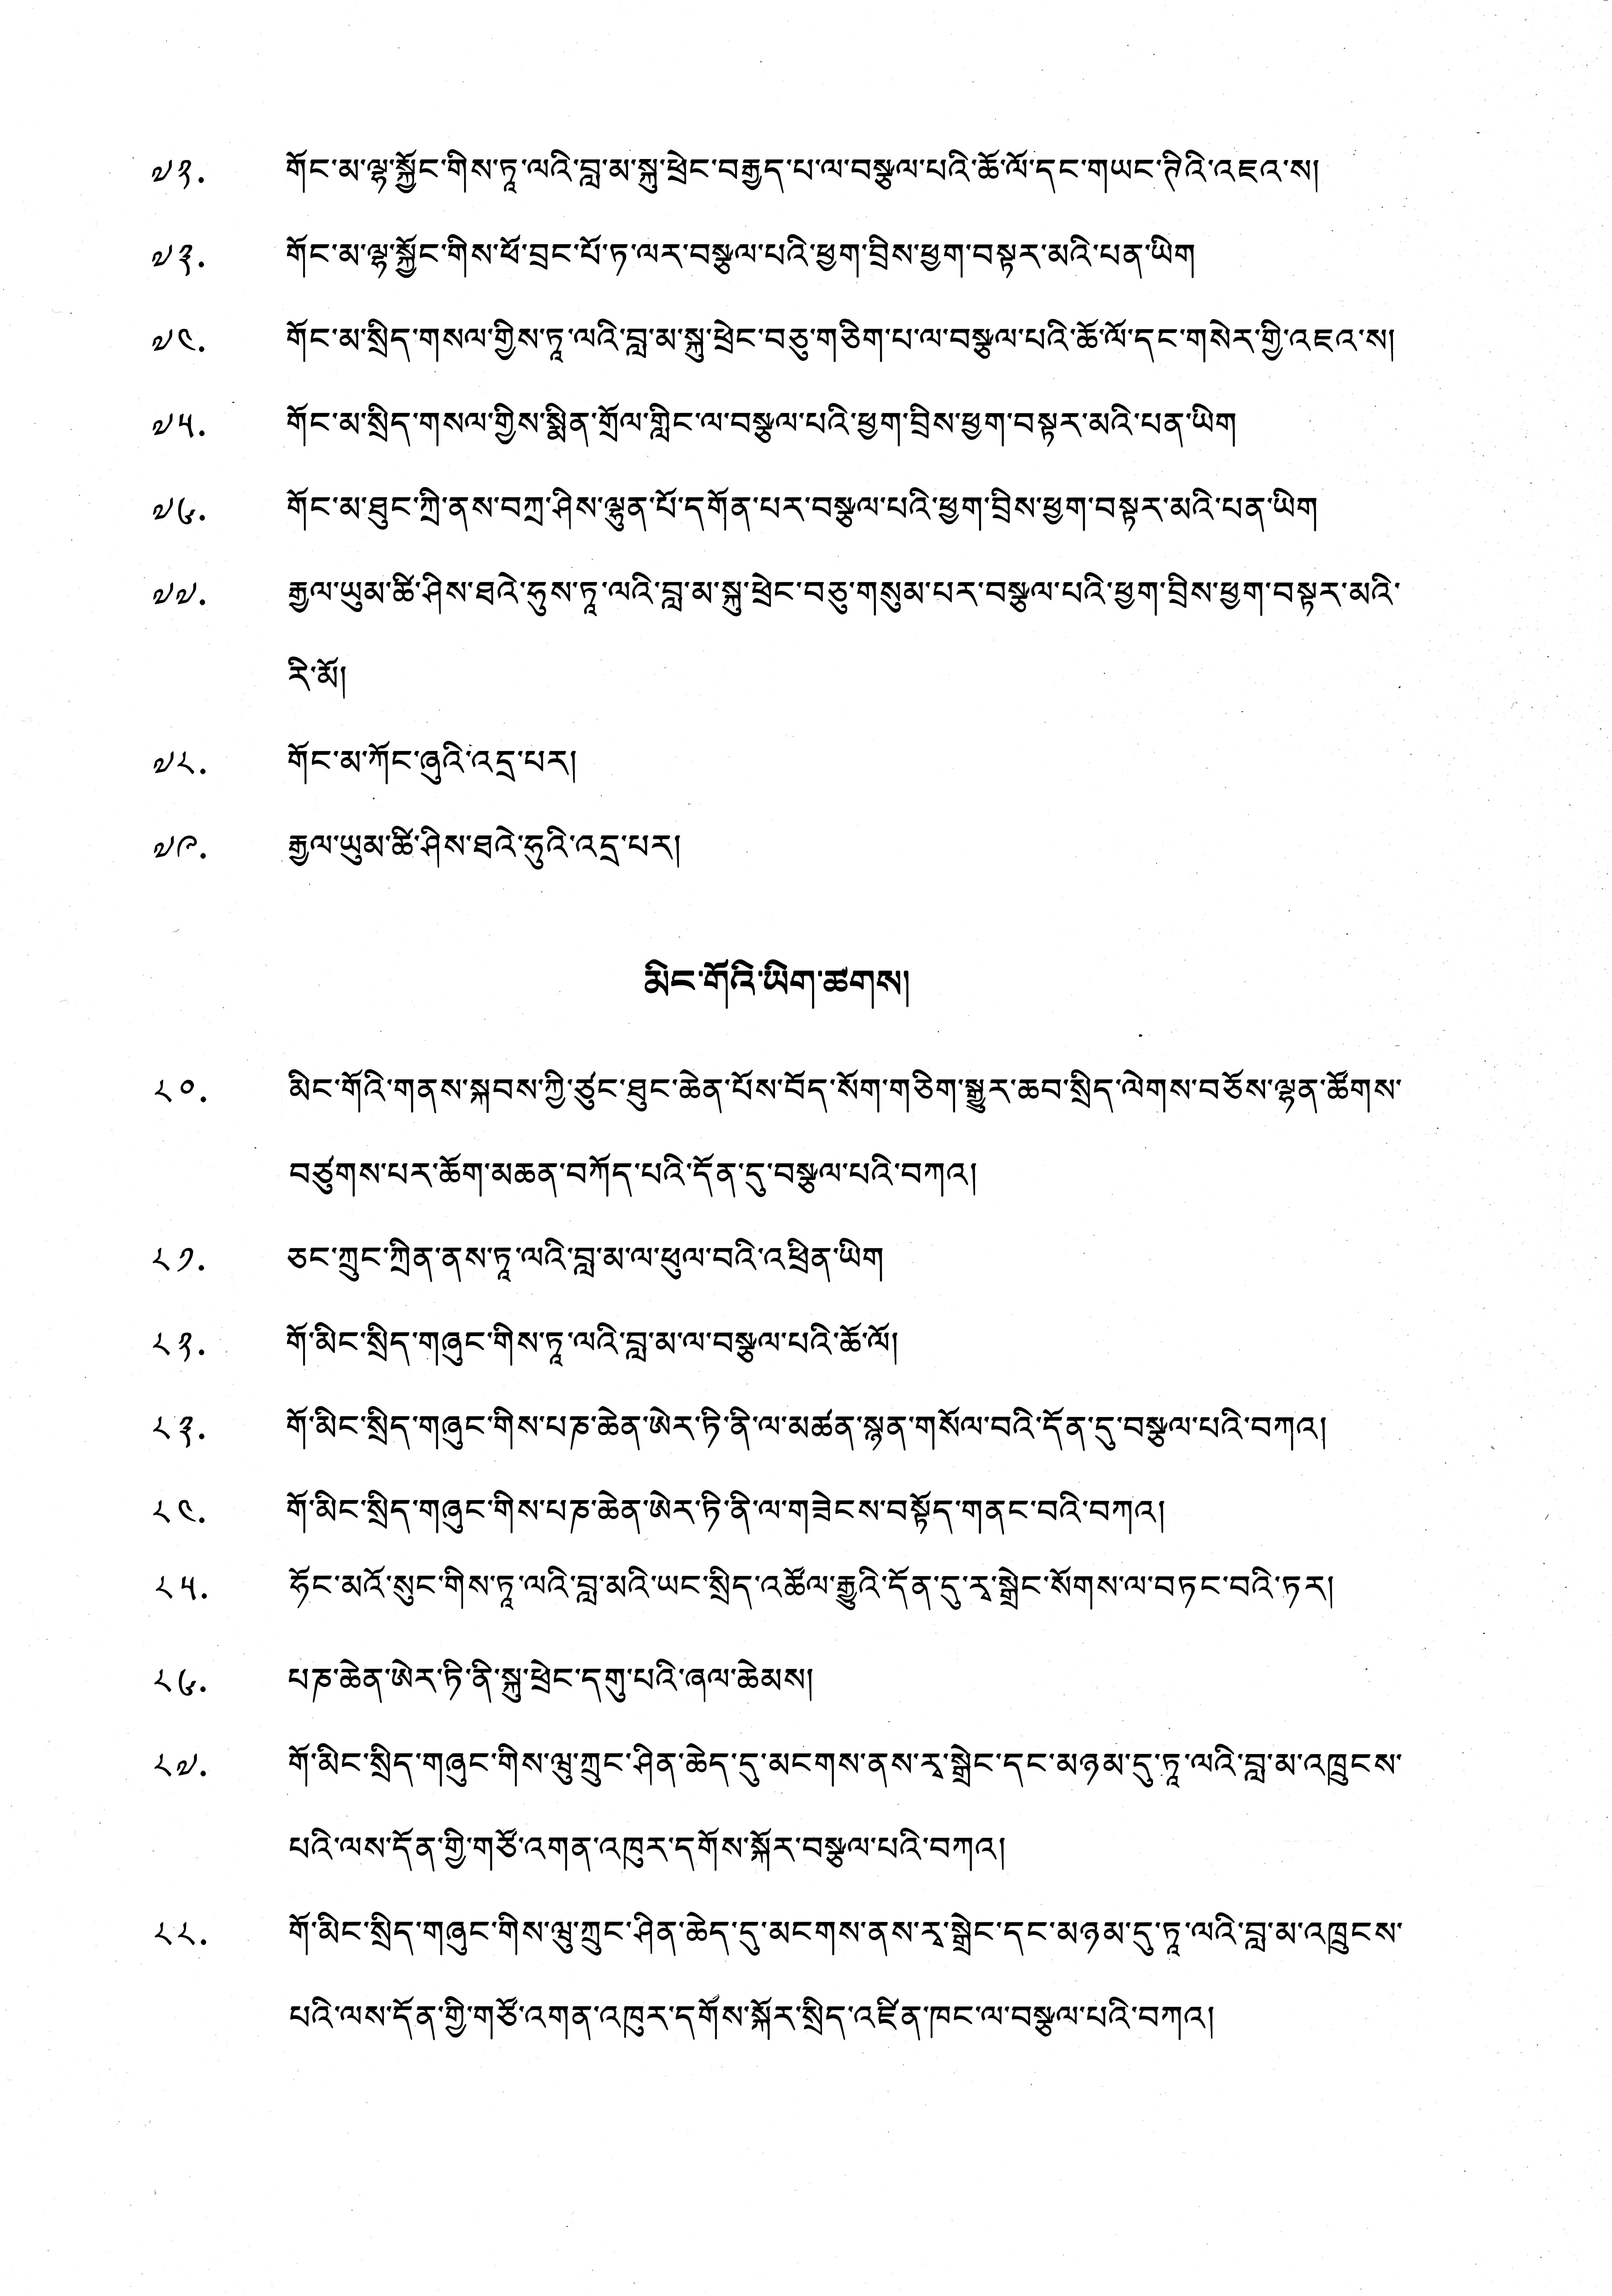 ༧༢. གོང་མ་ལྷ་སྐྱོང་གིས་ཏཱ་ལའི་བླ་མ་སྐུ་ཕྲེང་བརྒྱད་པ་ལ་བསྩལ་པའི་ཆོ་ལོ་དང་གཡང་ཊིའི་འཇའ་ས།
༧༣. གོང་མ་ལྷ་སྐྱོང་གིས་ཕོ་བྲང་པོ་ཏ་ལར་བསྩལ་པའི་ཕྱག་བྲིས་ཕྱག་བསྟར་མའི་པན་ཡིག
༧༤. གོང་མ་སྲིད་གསལ་གྱིས་ཏཱ་ལའི་བླ་མ་སྐུ་ཕྲེང་བཅུ་གཅིག་པ་ལ་བསྩལ་པའི་ཆོ་ལོ་དང་གསེར་གྱི་འཇའ་ས།
༧༥. གོང་མ་སྲིད་གསལ་གྱིས་སྨིན་གྲོལ་གླིང་ལ་བསྩལ་པའི་ཕྱག་བྲིས་ཕྱག་བསྟར་མའི་པན་ཡིག
༧༦. གོང་མ་ཐུང་ཀྲི་ནས་བཀྲ་ཤིས་ལྷུན་པོ་དགོན་པར་བསྩལ་པའི་ཕྱག་བྲིས་ཕྱག་བསྟར་མའི་པན་ཡིག
༧༧. རྒྱལ་ཡུམ་ཚི་ཤིས་ཐའེ་ཧུས་ཏཱ་ལའི་བླ་མ་སྐུ་ཕྲེང་བཅུ་གསུམ་པར་བསྩལ་པའི་ཕྱག་བྲིས་ཕྱག་བསྟར་མའི་
རི་མོ།
༧༨. གོང་མ་ཀོང་ཞུའི་འདྲ་པར།
༧༩. རྒྱལ་ཡུམ་ཚི་ཤིས་ཐའེ་ཧུའི་འདྲ་པར།
མིང་གོའི་ཡིག་ཚགས།
༨༠. མིང་གོའི་གནས་སྐབས་ཀྱི་ཙུང་ཐུང་ཆེན་པོས་བོད་སོག་གཅིག་སྒྱུར་ཆབ་སྲིད་ལེགས་བཅོས་ལྷན་ཚོགས་
བཙུགས་པར་ཆོག་མཆན་བཀོད་པའི་དོན་དུ་བསྩལ་པའི་བཀའ།
༨༡. ཅང་ཀྲུང་ཀྲིན་ནས་ཏཱ་ལའི་བླ་མ་ལ་ཕུལ་བའི་འཕྲིན་ཡིག
༨༢. གོ་མིང་སྲིད་གཞུང་གིས་ཏཱ་ལའི་བླ་མ་ལ་བསྩལ་པའི་ཆོ་ལོ།
༨༣. གོ་མིང་སྲིད་གཞུང་གིས་པཎ་ཆེན་ཨེར་ཏི་ནི་ལ་མཚན་སྙན་གསོལ་བའི་དོན་དུ་བསྩལ་པའི་བཀའ།
༨༤. གོ་མིང་སྲིད་གཞུང་གིས་པཎ་ཆེན་ཨེར་ཏི་ནི་ལ་གཟེངས་བསྟོད་གནང་བའི་བཀའ།
༨༥. ཧོང་མའོ་སུང་གིས་ཏཱ་ལའི་བླ་མའི་ཡང་སྲིད་འཚོལ་རྒྱུའི་དོན་དུ་རྭ་སྒྲེང་སོགས་ལ་བཏང་བའི་ཏར།
༨༦. པཎ་ཆེན་ཨེར་ཏི་ནི་སྐུ་ཕྲེང་དགུ་པའི་ཞལ་ཆེམས།
༨༧. གོ་མིང་སྲིད་གཞུང་གིས་ཝུ་ཀྲུང་ཤིན་ཆེད་དུ་མངགས་ནས་རྭ་སྒྲེང་དང་མཉམ་དུ་ཏཱ་ལའི་བླ་མ་འཁྲུངས་
པའི་ལས་དོན་གྱི་གཙོ་འགན་འཁུར་དགོས་སྐོར་བསྩལ་པའི་བཀའ།
༨༨. གོ་མིང་སྲིད་གཞུང་གིས་ཝུ་ཀྲུང་ཤིན་ཆེད་དུ་མངགས་ནས་རྭ་སྒྲེང་དང་མཉམ་དུ་ཏཱ་ལའི་བླ་མ་འཁྲུངས་
པའི་ལས་དོན་གྱི་གཙོ་འགན་འཁུར་དགོས་སྐོར་སྲིད་འཛིན་ཁང་ལ་བསྩལ་པའི་བཀའ།